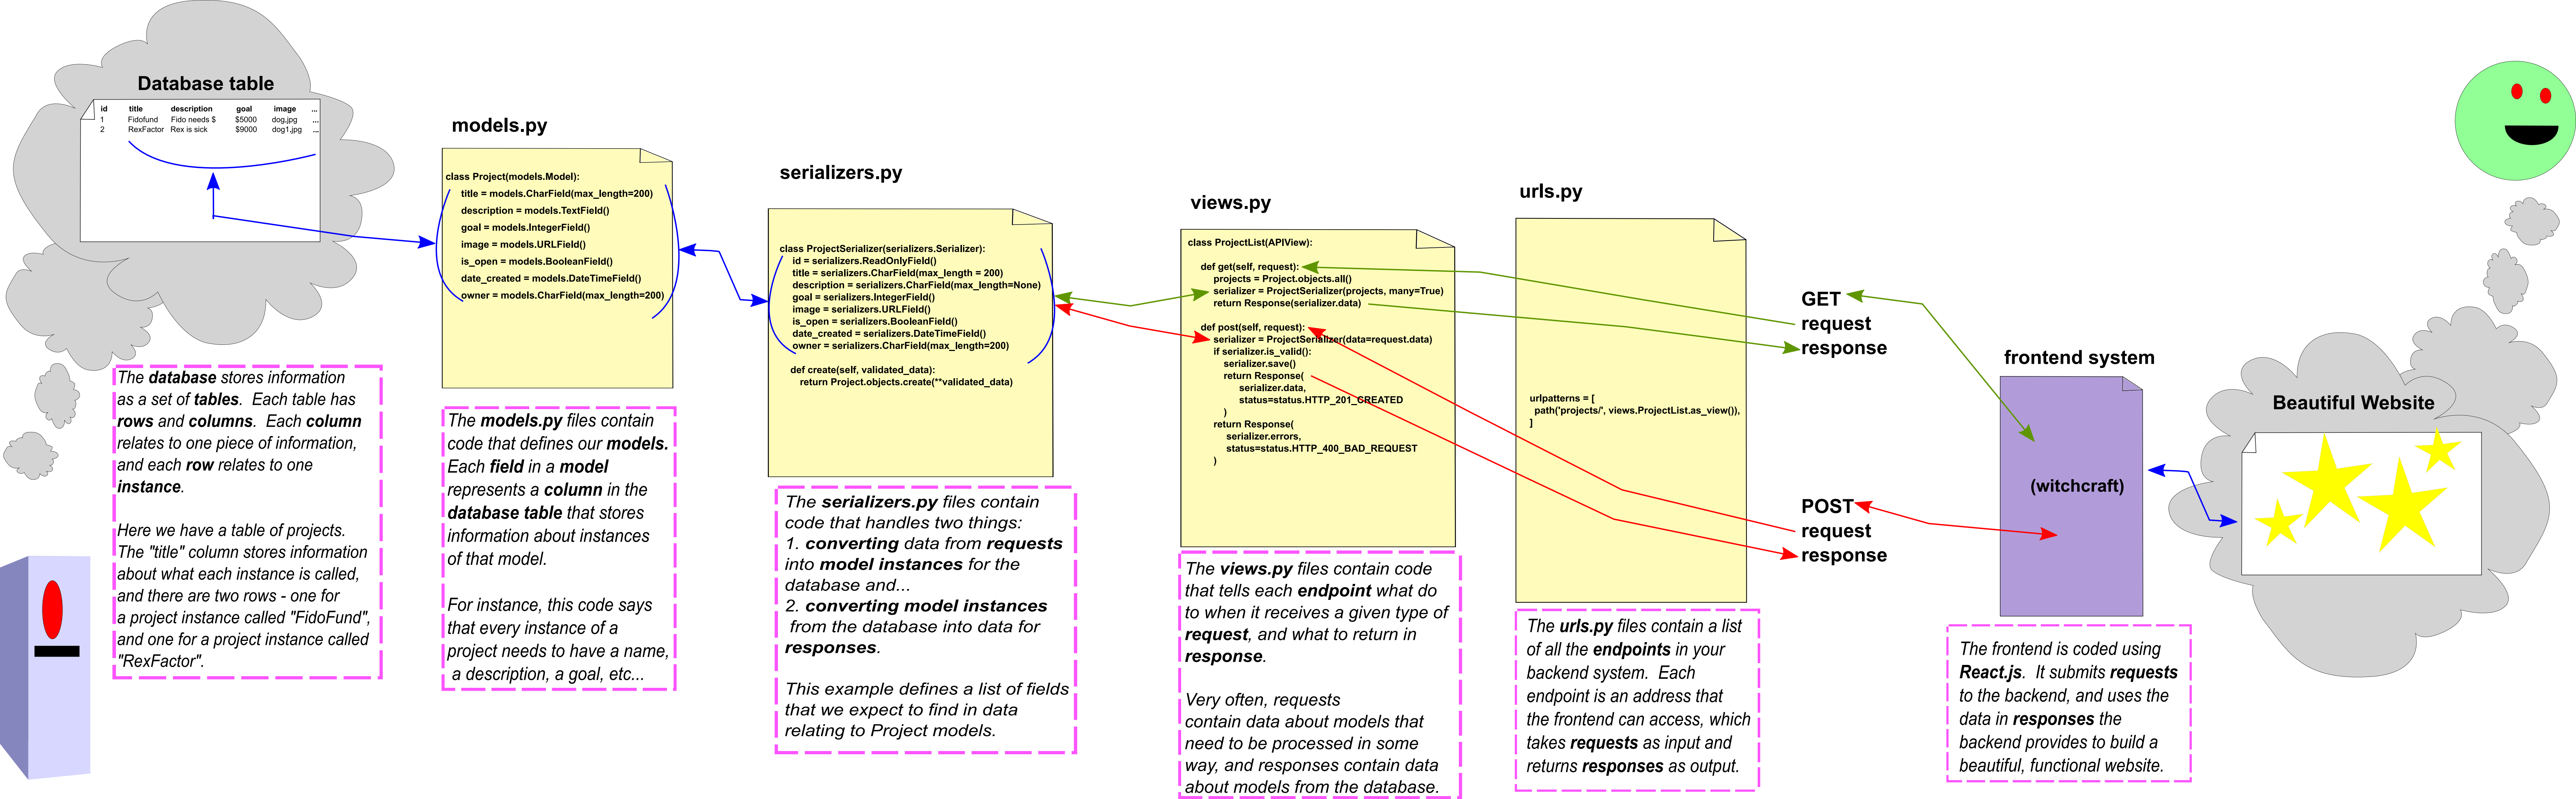 Database table
id title description goal image ...
1 Fidofund Fido needs $ $5000 dog.jpg ...
2 RexFactor Rex is sick $9000 dog1.jpg ...
The database stores information
as a set of tables. Each table has
rows and columns. Each column
relates to one piece of information,
and each row relates to one
instance.
Here we have a table of projects.
The "title" column stores information
about what each instance is called,
and there are two rows - one for
a project instance called "FidoFund",
and one for a project instance called
"RexFactor".
models.py
class Project(models.Model):
title = models.CharField(max_length=200)
description = models.TextField()
goal = models.IntegerField()
image = models.URLField()
is_open = models.BooleanField()
date_created = models.DateTimeField()
owner = models.CharField(max_length=200)
The models.py files contain
code that defines our models.
Each field in a model
represents a column in the
database table that stores
information about instances
of that model.
For instance, this code says
that every instance of a
project needs to have a name,
a description, a goal, etc...
serializers.py
class ProjectSerializer(serializers.Serializer):
id = serializers.ReadOnlyField()
title = serializers.CharField(max_length = 200)
description = serializers.CharField(max_length=None)
goal = serializers.IntegerField()
image = serializers.URLField()
is_open = serializers.BooleanField()
date_created = serializers.DateTimeField()
owner = serializers.CharField(max_length=200)
def create(self, validated_data):
return Project.objects.create(**validated_data)
The serializers.py files contain
code that handles two things:
1. converting data from requests
into model instances for the
database and...
2. converting model instances
from the database into data for
responses.
This example defines a list of fields
that we expect to find in data
relating to Project models.
views.py
class ProjectList(APIView):
def get(self, request):
projects = Project.objects.all()
serializer = ProjectSerializer(projects, many=True)
return Response(serializer.data)
def post(self, request):
serializer = ProjectSerializer(data=request.data)
if serializer.is_valid():
serializer.save()
return Response(
serializer.data,
status=status.HTTP_201_CREATED
)
return Response(
serializer.errors,
status=status.HTTP_400_BAD_REQUEST
)
The views.py files contain code
that tells each endpoint what do
to when it receives a given type of
request, and what to return in
response.
Very often, requests
contain data about models that
need to be processed in some
way, and responses contain data
about models from the database.
urls.py
urlpatterns = [
path('projects/', views.ProjectList.as_view()),
]
The urls.py files contain a list
of all the endpoints in your
backend system. Each
endpoint is an address that
the frontend can access, which
takes requests as input and
returns responses as output.
GET
request
response
POST
request
response
frontend system
(witchcraft)
The frontend is coded using
React.js. It submits requests
to the backend, and uses the
data in responses the
backend provides to build a
beautiful, functional website.
Beautiful Website